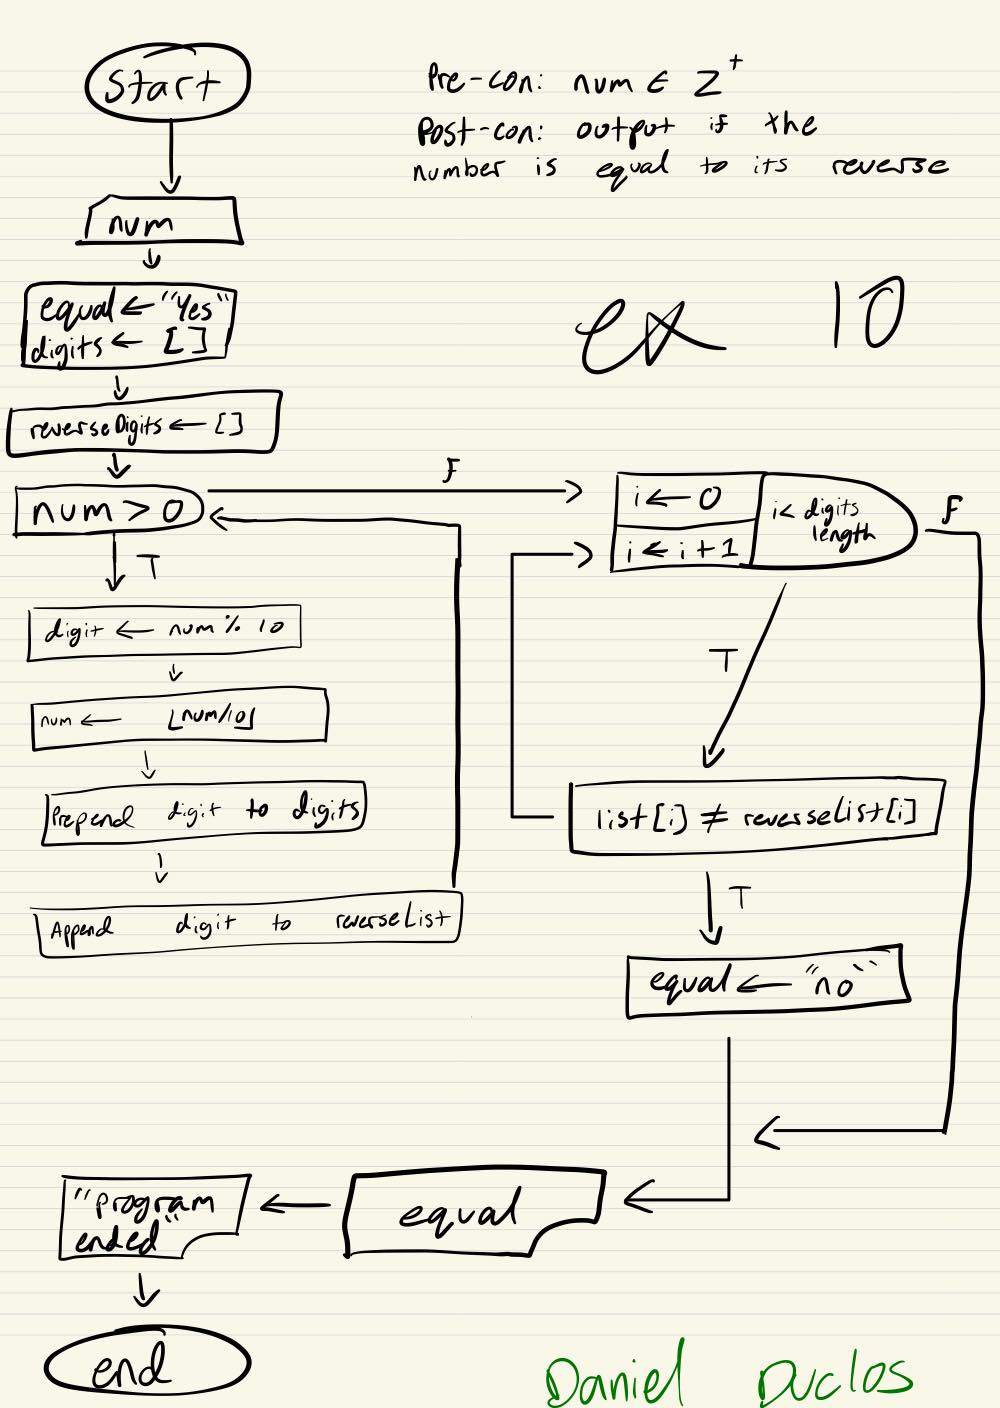 Start
Pre-con: num ∈ Z⁺
Post-con: output if the
number is equal to its reverse
num
equal ← "Yes"
digits ← []
ex 10
reverseDigits ← []
num > 0
F
T
digit ← num % 10
num ← ⌊num/10⌋
Prepend digit to digits
Append digit to reverseList
i ← 0
i ← i + 1
i < digits
length
F
T
list[i] ≠ reverseList[i]
T
equal ← "no"
equal
"program
ended"
end
Daniel Duclos